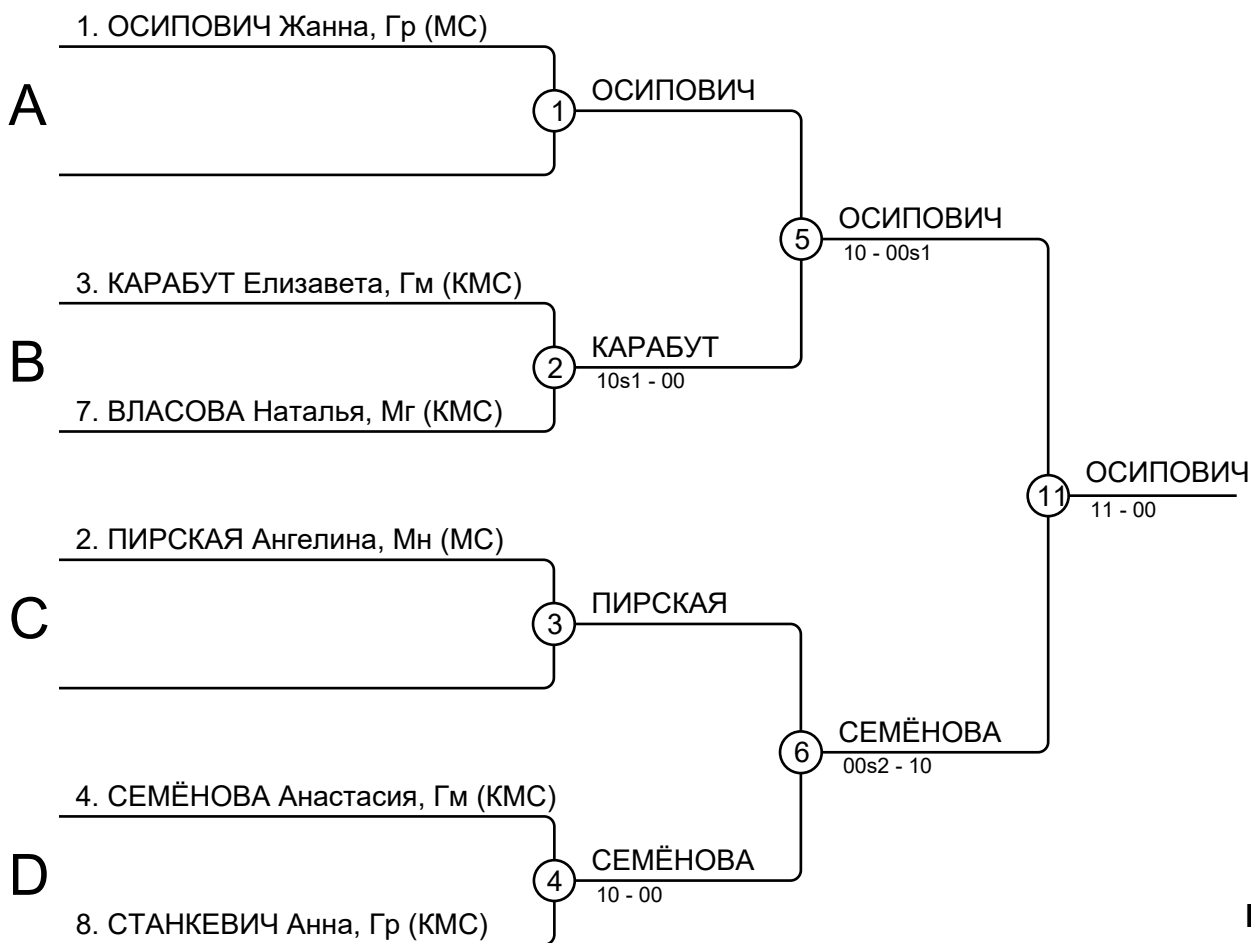 1. ОСИПОВИЧ Жанна, Гр (МС)
A
1
ОСИПОВИЧ
5
ОСИПОВИЧ
10 - 00s1
3. КАРАБУТ Елизавета, Гм (КМС)
B
2
КАРАБУТ
10s1 - 00
7. ВЛАСОВА Наталья, Мг (КМС)
11
ОСИПОВИЧ
11 - 00
2. ПИРСКАЯ Ангелина, Мн (МС)
C
3
ПИРСКАЯ
6
СЕМЁНОВА
00s2 - 10
4. СЕМЁНОВА Анастасия, Гм (КМС)
D
4
СЕМЁНОВА
10 - 00
8. СТАНКЕВИЧ Анна, Гр (КМС)